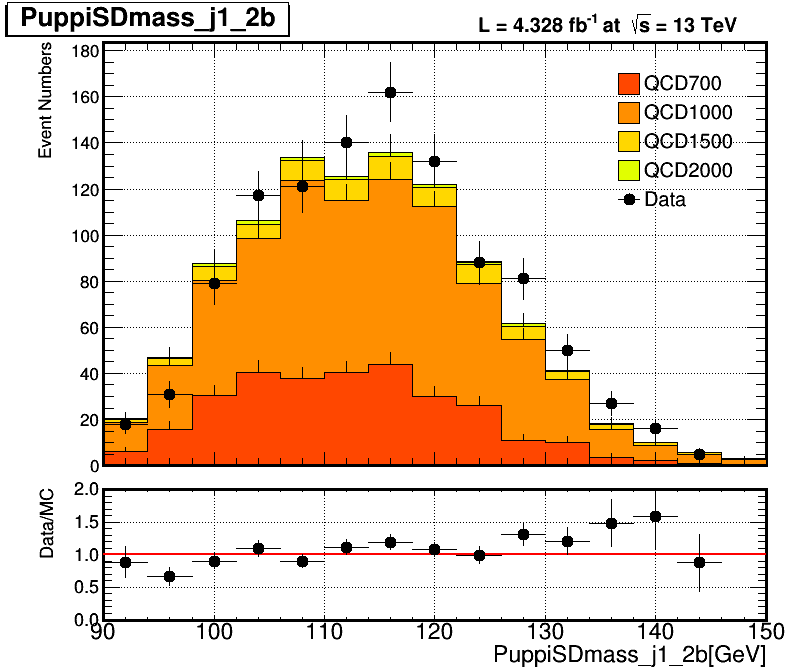 PuppiSDmass_j1_2b
L = 4.328 fb-1 at √s = 13 TeV
Event Numbers
180
160
140
120
100
80
60
40
20
0
QCD700
QCD1000
QCD1500
QCD2000
Data
Data/MC
2.0
1.5
1.0
0.5
0.0
90 100 110 120 130 140 150
PuppiSDmass_j1_2b[GeV]